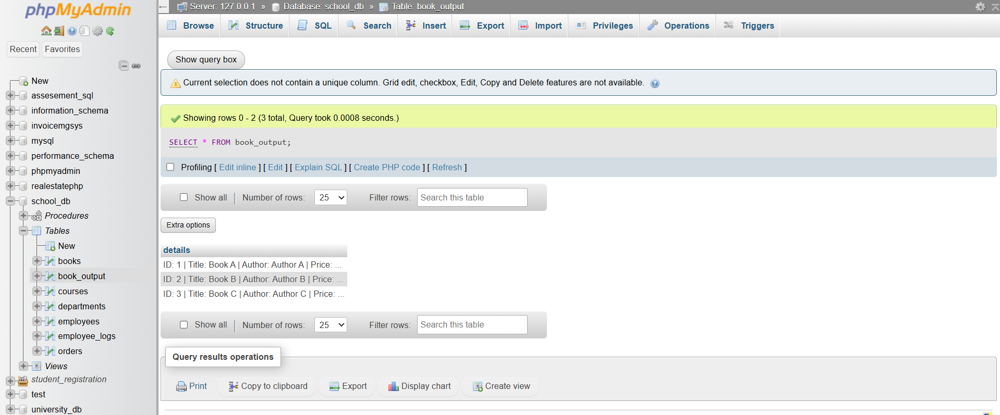 phpMyAdmin
Recent Favorites
New
assesement_sql
information_schema
invoicemgsys
mysql
performance_schema
phpmyadmin
realestatephp
school_db
Procedures
Tables
New
books
book_output
courses
departments
employees
employee_logs
orders
Views
student_registration
test
university_db
Server: 127.0.0.1 » Database: school_db » Table: book_output
Browse Structure SQL Search Insert Export Import Privileges Operations Triggers
Show query box
Current selection does not contain a unique column. Grid edit, checkbox, Edit, Copy and Delete features are not available.
Showing rows 0 - 2 (3 total, Query took 0.0008 seconds.)
SELECT * FROM book_output;
Profiling [ Edit inline ] [ Edit ] [ Explain SQL ] [ Create PHP code ] [ Refresh ]
Show all | Number of rows: 25 Filter rows: Search this table
Extra options
details
ID: 1 | Title: Book A | Author: Author A | Price: ...
ID: 2 | Title: Book B | Author: Author B | Price: ...
ID: 3 | Title: Book C | Author: Author C | Price: ...
Show all | Number of rows: 25 Filter rows: Search this table
Query results operations
Print Copy to clipboard Export Display chart Create view